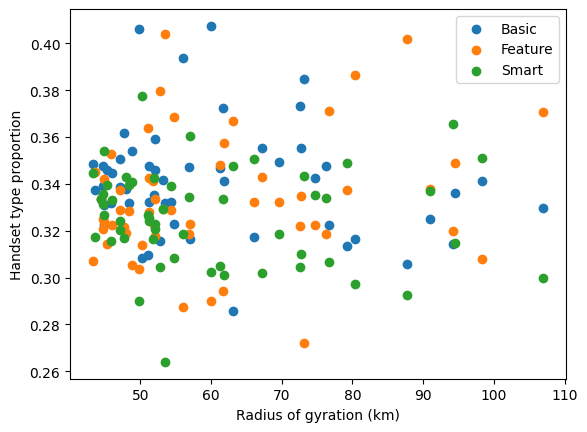 Basic
Feature
Smart
0.40
0.38
0.36
0.34
0.32
0.30
0.28
0.26
Handset type proportion
50 60 70 80 90 100 110
Radius of gyration (km)